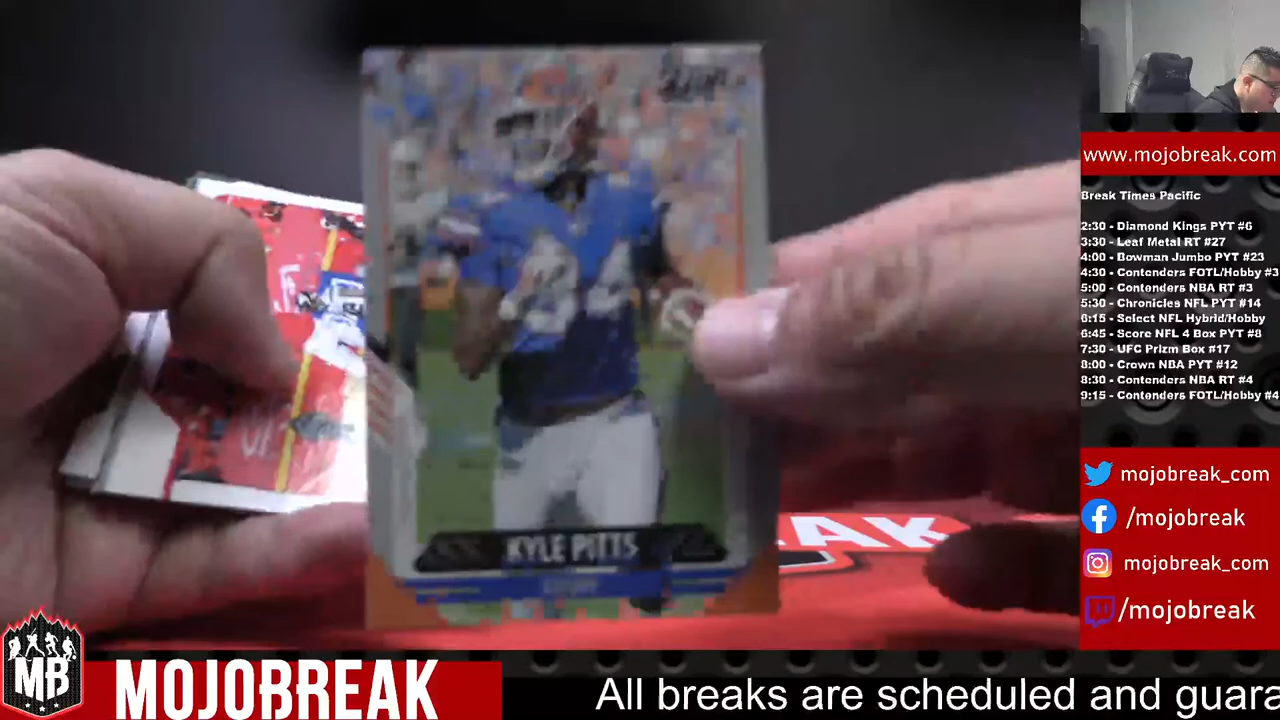 KYLE PITTS
84
AK
www.mojobreak.com
Break Times Pacific
2:30 - Diamond Kings PYT #6
3:30 - Leaf Metal RT #27
4:00 - Bowman Jumbo PYT #23
4:30 - Contenders FOTL/Hobby #3
5:00 - Contenders NBA RT #3
5:30 - Chronicles NFL PYT #14
6:15 - Select NFL Hybrid/Hobby
6:45 - Score NFL 4 Box PYT #8
7:30 - UFC Prizm Box #17
8:00 - Crown NBA PYT #12
8:30 - Contenders NBA RT #4
9:15 - Contenders FOTL/Hobby #4
mojobreak_com
/mojobreak
mojobreak_com
/mojobreak
MB
MOJOBREAK
All breaks are scheduled and guara